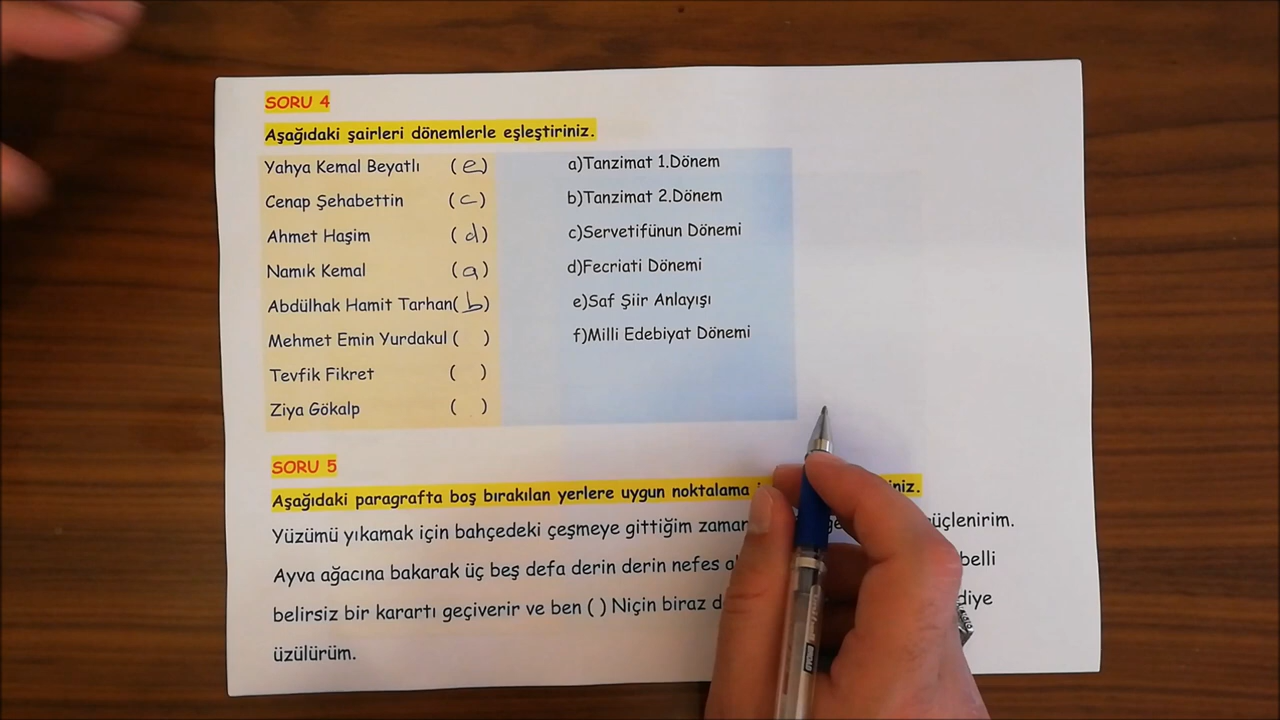 SORU 4
Aşağıdaki şairleri dönemlerle eşleştiriniz.
Yahya Kemal Beyatlı (e) a)Tanzimat 1.Dönem
Cenap Şehabettin (c) b)Tanzimat 2.Dönem
Ahmet Haşim (d) c)Servetifünun Dönemi
Namık Kemal (a) d)Fecriati Dönemi
Abdülhak Hamit Tarhan(b) e)Saf Şiir Anlayışı
Mehmet Emin Yurdakul ( ) f)Milli Edebiyat Dönemi
Tevfik Fikret ( )
Ziya Gökalp ( )
SORU 5
Aşağıdaki paragrafta boş bırakılan yerlere uygun noktalama
Yüzümü yıkamak için bahçedeki çeşmeye gittiğim zaman
Ayva ağacına bakarak üç beş defa derin derin nefes belli
belirsiz bir karartı geçiverir ve ben ( ) Niçin biraz diye
üzülürüm.